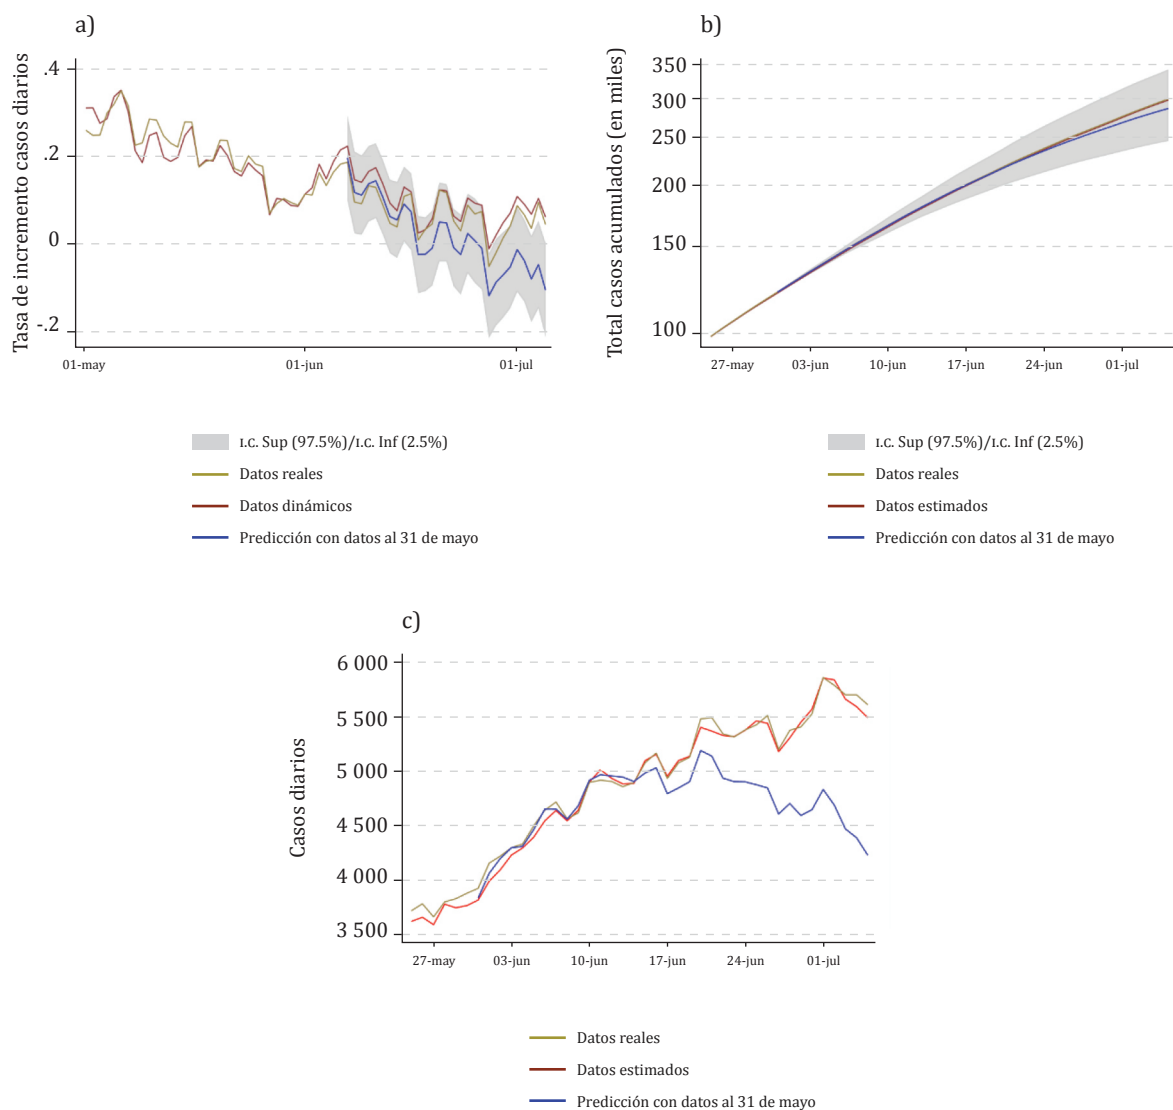 a)
Tasa de incremento casos diarios
.4
.2
0
-.2
01-may
01-jun
01-jul
I.C. Sup (97.5%)/I.C. Inf (2.5%)
Datos reales
Datos dinámicos
Predicción con datos al 31 de mayo
b)
Total casos acumulados (en miles)
350
300
250
200
150
100
27-may
03-jun
10-jun
17-jun
24-jun
01-jul
I.C. Sup (97.5%)/I.C. Inf (2.5%)
Datos reales
Datos estimados
Predicción con datos al 31 de mayo
c)
Casos diarios
6 000
5 500
5 000
4 500
4 000
3 500
27-may
03-jun
10-jun
17-jun
24-jun
01-jul
Datos reales
Datos estimados
Predicción con datos al 31 de mayo